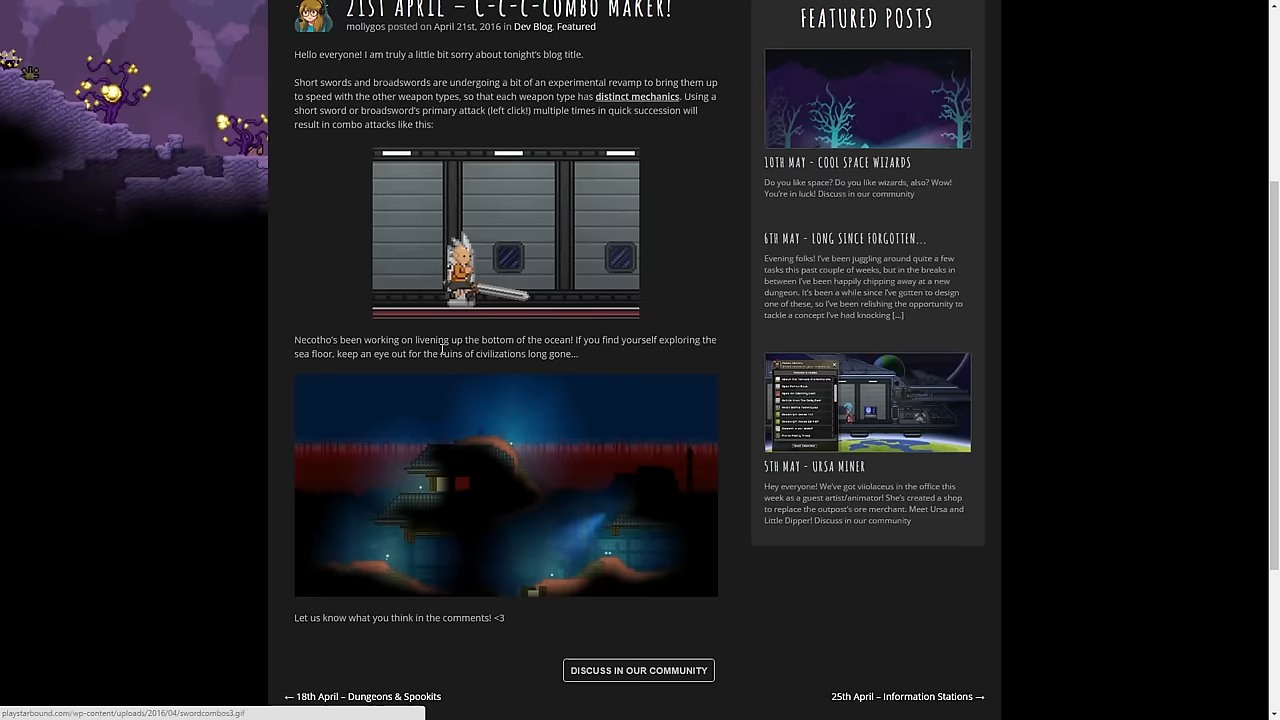 21ST APRIL – C-C-C-COMBO MAKER!
mollygos posted on April 21st, 2016 in Dev Blog, Featured
Hello everyone! I am truly a little bit sorry about tonight's blog title.
Short swords and broadswords are undergoing a bit of an experimental revamp to bring them up
to speed with the other weapon types, so that each weapon type has distinct mechanics. Using a
short sword or broadsword's primary attack (left click!) multiple times in quick succession will
result in combo attacks like this:
Necotho's been working on livening up the bottom of the ocean! If you find yourself exploring the
sea floor, keep an eye out for the ruins of civilizations long gone…
Let us know what you think in the comments! <3
DISCUSS IN OUR COMMUNITY
← 18th April – Dungeons & Spookits
25th April – Information Stations →
FEATURED POSTS
10TH MAY – COOL SPACE WIZARDS
Do you like space? Do you like wizards, also? Wow!
You're in luck! Discuss in our community
6TH MAY – LONG SINCE FORGOTTEN…
Evening folks! I've been juggling around quite a few
tasks this past couple of weeks, but in the breaks in
between I've been happily chipping away at a new
dungeon. It's been a while since I've gotten to design
one of these, so I've been relishing the opportunity to
tackle a concept I've had knocking [...]
5TH MAY – URSA MINER
Hey everyone! We've got viiolaceus in the office this
week as a guest artist/animator! She's created a shop
to replace the outpost's ore merchant. Meet Ursa and
Little Dipper! Discuss in our community
playstarbound.com/wp-content/uploads/2016/04/swordcombos3.gif